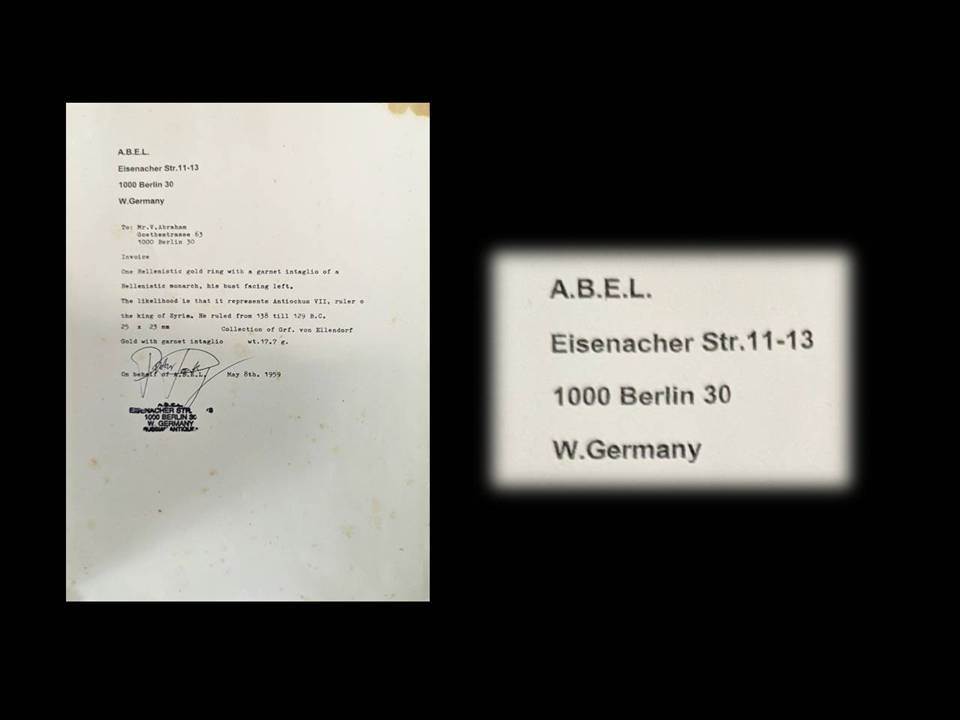 A.B.E.L.
Eisenacher Str.11-13
1000 Berlin 30
W.Germany
To: Mr.V.Abraham
Goethestrasse 63
1000 Berlin 30
Invoice
One Hellenistic gold ring with a garnet intaglio of a
Hellenistic monarch, his bust facing left.
The likelihood is that it represents Antiochus VII, ruler o
the king of Syria. He ruled from 138 till 129 B.C.
25 x 23 mm Collection of Grf. von Ellendorf
Gold with garnet intaglio wt.17.? g.
On behalf of A.B.E.L. May 8th. 1959
A.B.E.L.
EISENACHER STR.
1000 BERLIN 30
W. GERMANY
A.B.E.L.
Eisenacher Str.11-13
1000 Berlin 30
W.Germany